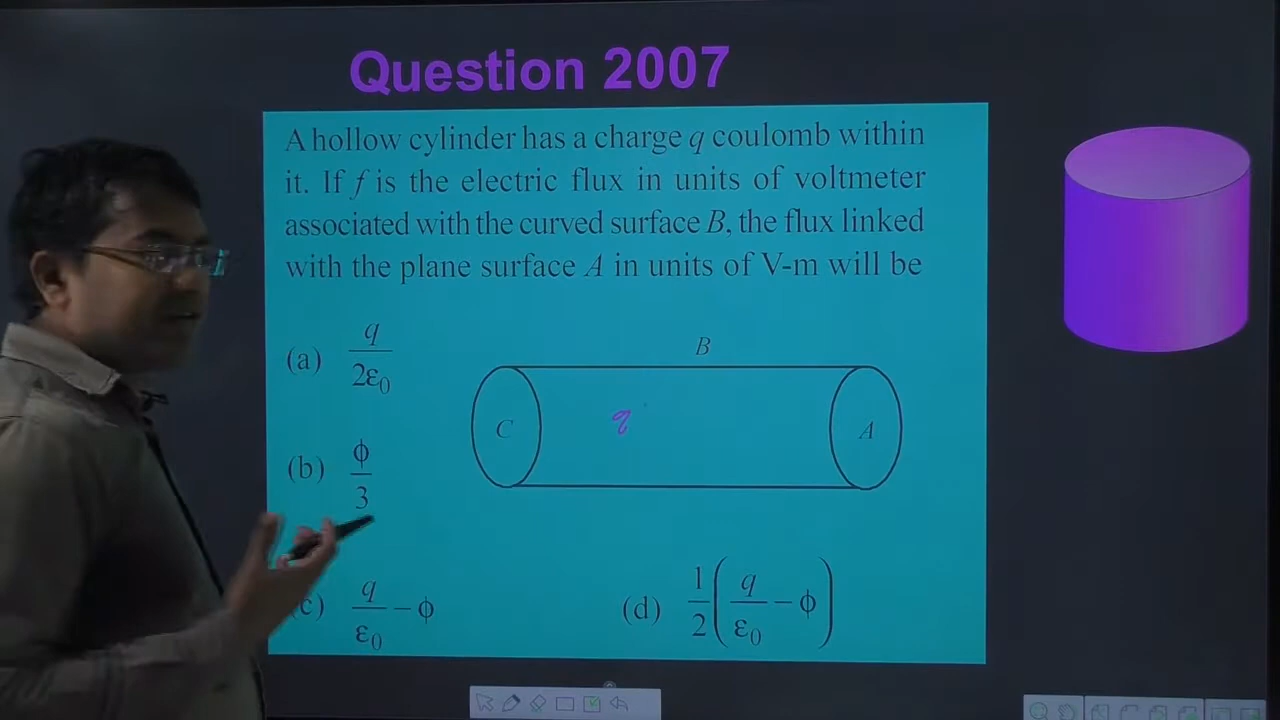 Question 2007
A hollow cylinder has a charge q coulomb within
it. If f is the electric flux in units of voltmeter
associated with the curved surface B, the flux linked
with the plane surface A in units of V-m will be
(a) q/2ε₀
B
C
q
A
(b) ϕ/3
c) q/ε₀ − ϕ
(d) 1/2(q/ε₀ − ϕ)